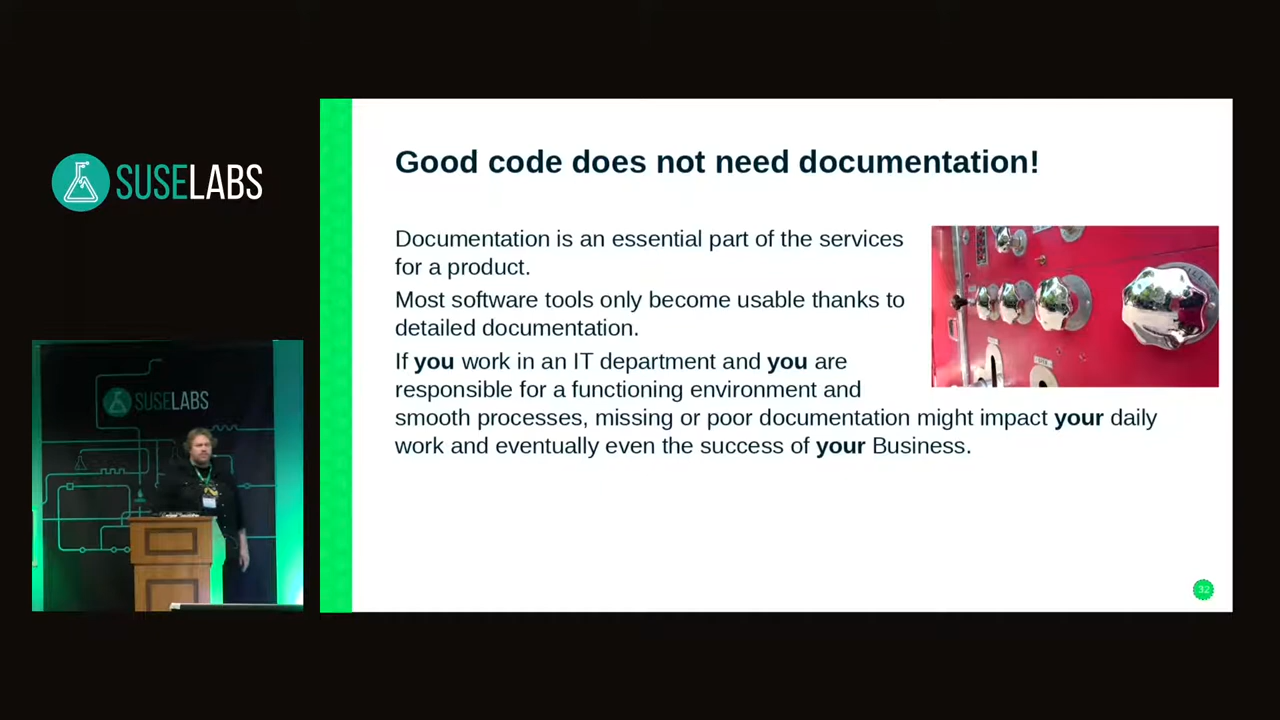 SUSELABS
Good code does not need documentation!
Documentation is an essential part of the services
for a product.
Most software tools only become usable thanks to
detailed documentation.
If you work in an IT department and you are
responsible for a functioning environment and
smooth processes, missing or poor documentation might impact your daily
work and eventually even the success of your Business.
SUSELABS
32